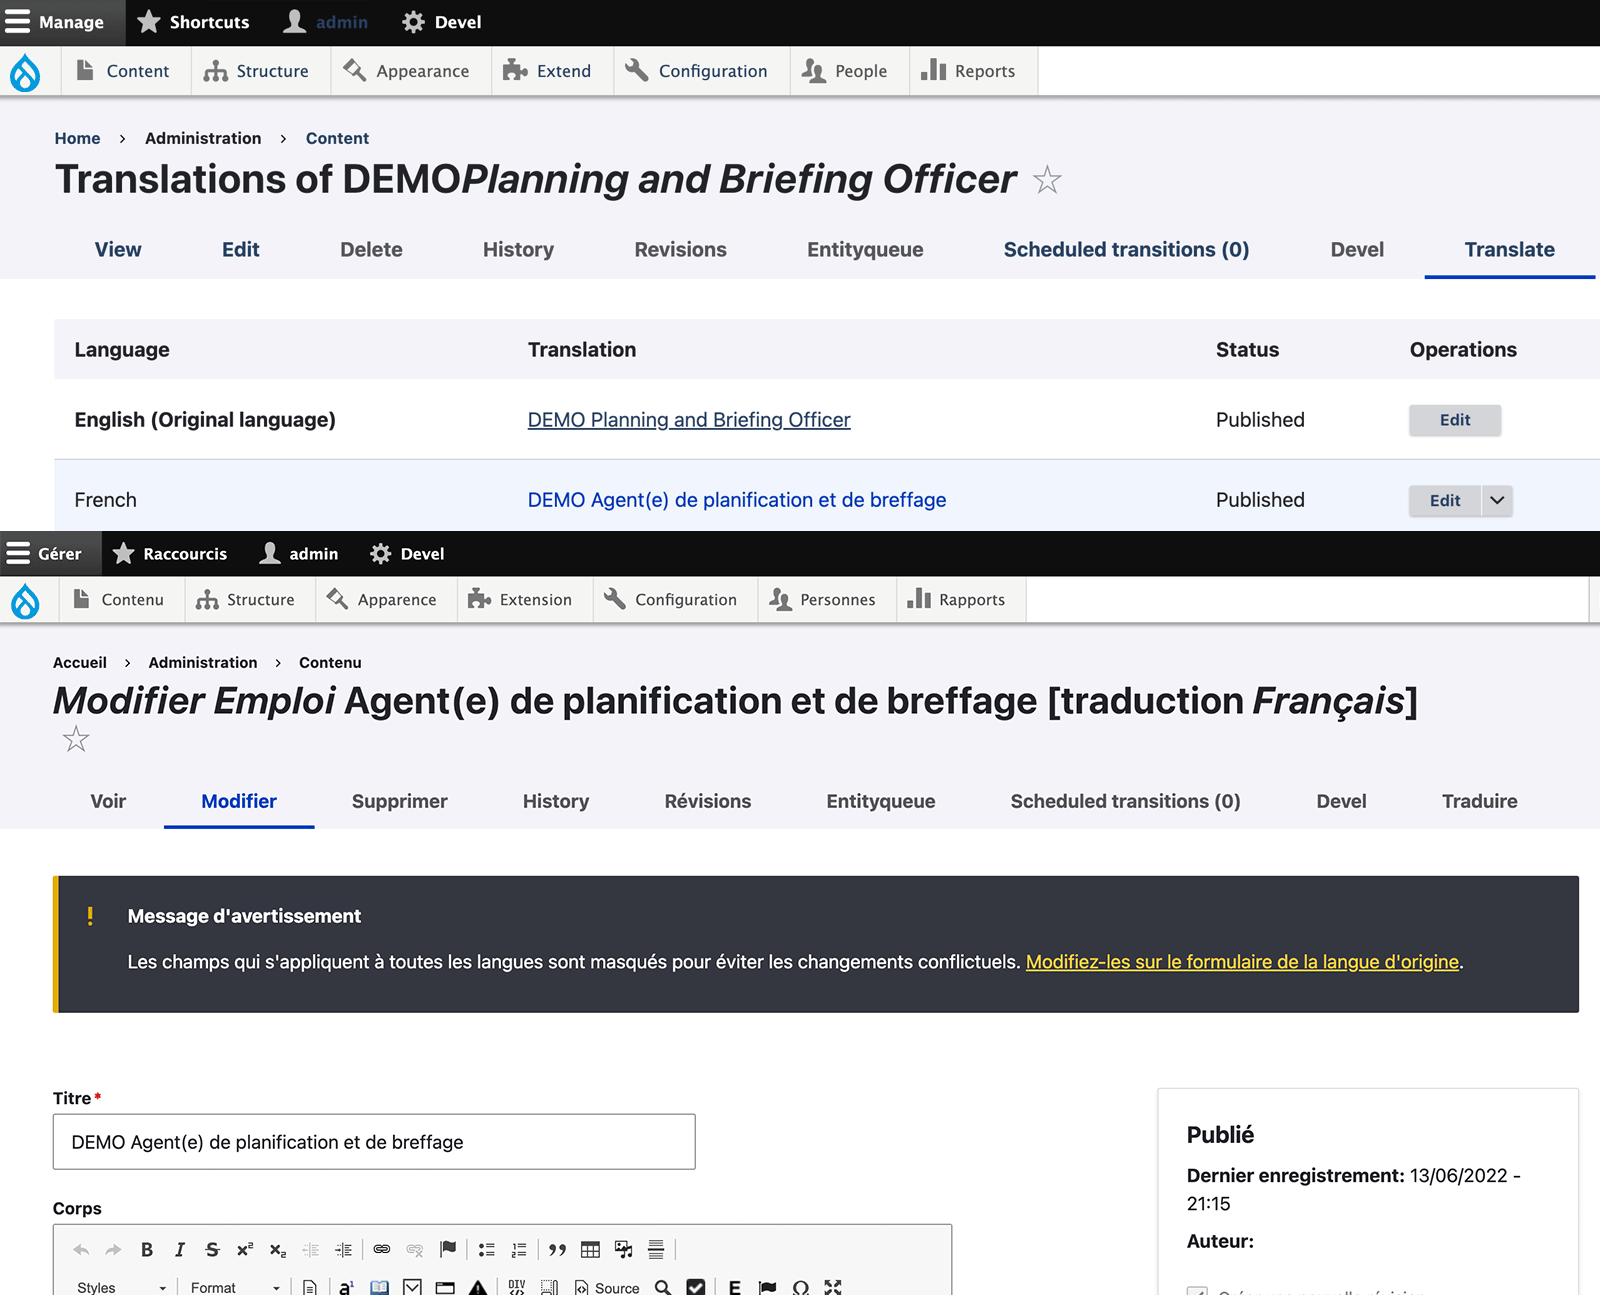 Manage Shortcuts admin Devel
Content Structure Appearance Extend Configuration People Reports
Home › Administration › Content
Translations of DEMOPlanning and Briefing Officer
View Edit Delete History Revisions Entityqueue Scheduled transitions (0) Devel Translate
Language Translation Status Operations
English (Original language) DEMO Planning and Briefing Officer Published Edit
French DEMO Agent(e) de planification et de breffage Published Edit
Gérer Raccourcis admin Devel
Contenu Structure Apparence Extension Configuration Personnes Rapports
Accueil › Administration › Contenu
Modifier Emploi Agent(e) de planification et de breffage [traduction Français]
Voir Modifier Supprimer History Révisions Entityqueue Scheduled transitions (0) Devel Traduire
! Message d'avertissement
Les champs qui s'appliquent à toutes les langues sont masqués pour éviter les changements conflictuels. Modifiez-les sur le formulaire de la langue d'origine.
Titre*
DEMO Agent(e) de planification et de breffage
Corps
B I S x² x₂
Styles Format a¹ DIV Source E Ω
Publié
Dernier enregistrement: 13/06/2022 -
21:15
Auteur: